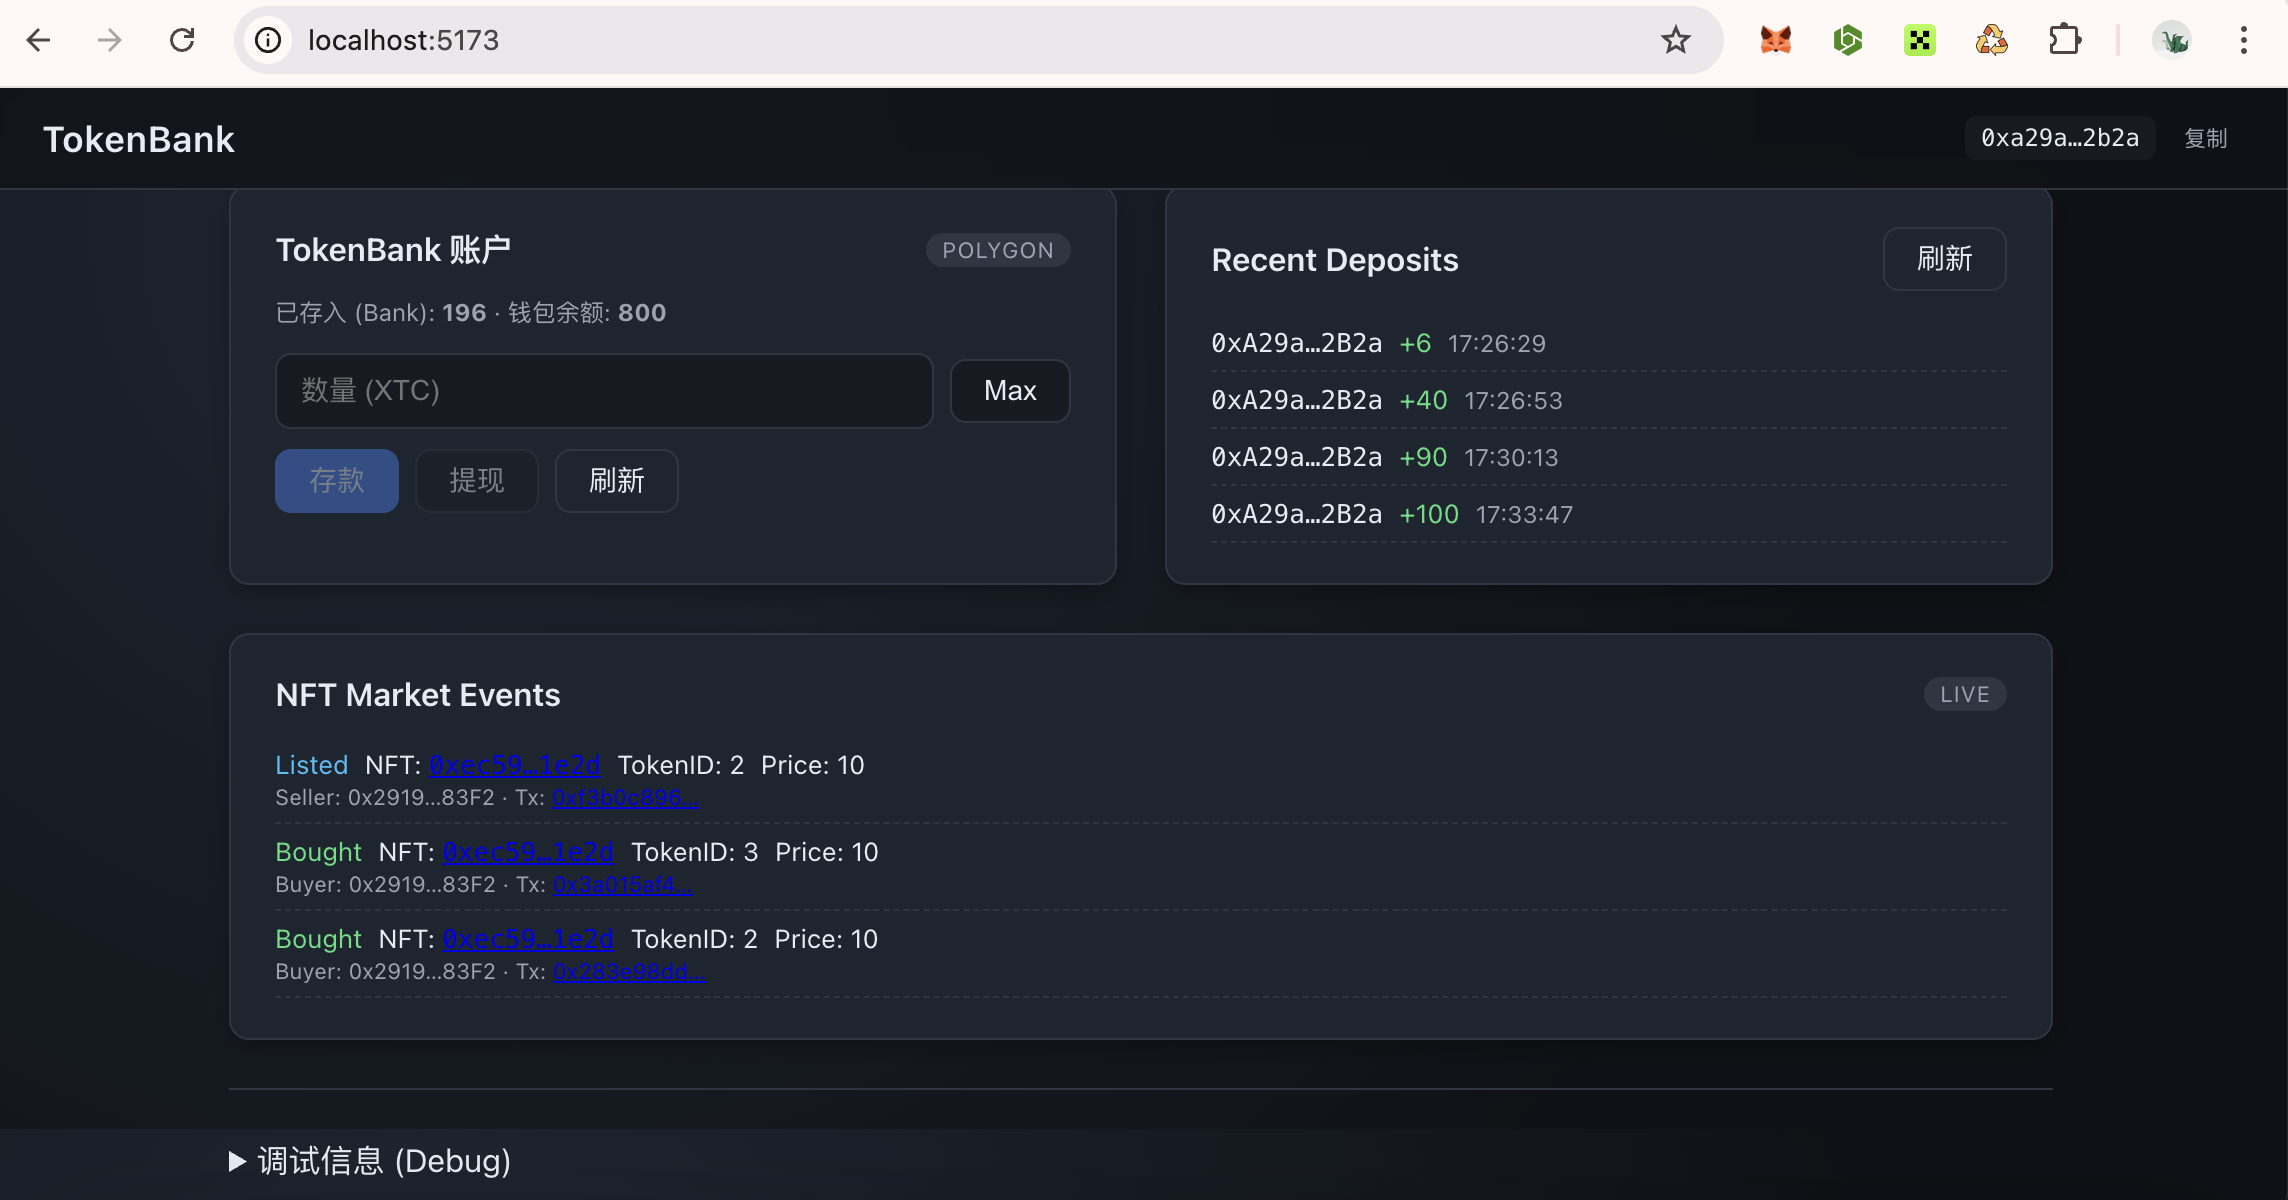 localhost:5173
TokenBank
0xa29a…2b2a 复制
TokenBank 账户 POLYGON
已存入 (Bank): 196 · 钱包余额: 800
数量 (XTC) Max
存款 提现 刷新
Recent Deposits 刷新
0xA29a…2B2a +6 17:26:29
0xA29a…2B2a +40 17:26:53
0xA29a…2B2a +90 17:30:13
0xA29a…2B2a +100 17:33:47
NFT Market Events LIVE
Listed NFT: 0xec59…1e2d TokenID: 2 Price: 10
Seller: 0x2919…83F2 · Tx: 0xf3b0c896…
Bought NFT: 0xec59…1e2d TokenID: 3 Price: 10
Buyer: 0x2919…83F2 · Tx: 0x3a015af4…
Bought NFT: 0xec59…1e2d TokenID: 2 Price: 10
Buyer: 0x2919…83F2 · Tx: 0x283e98dd…
调试信息 (Debug)